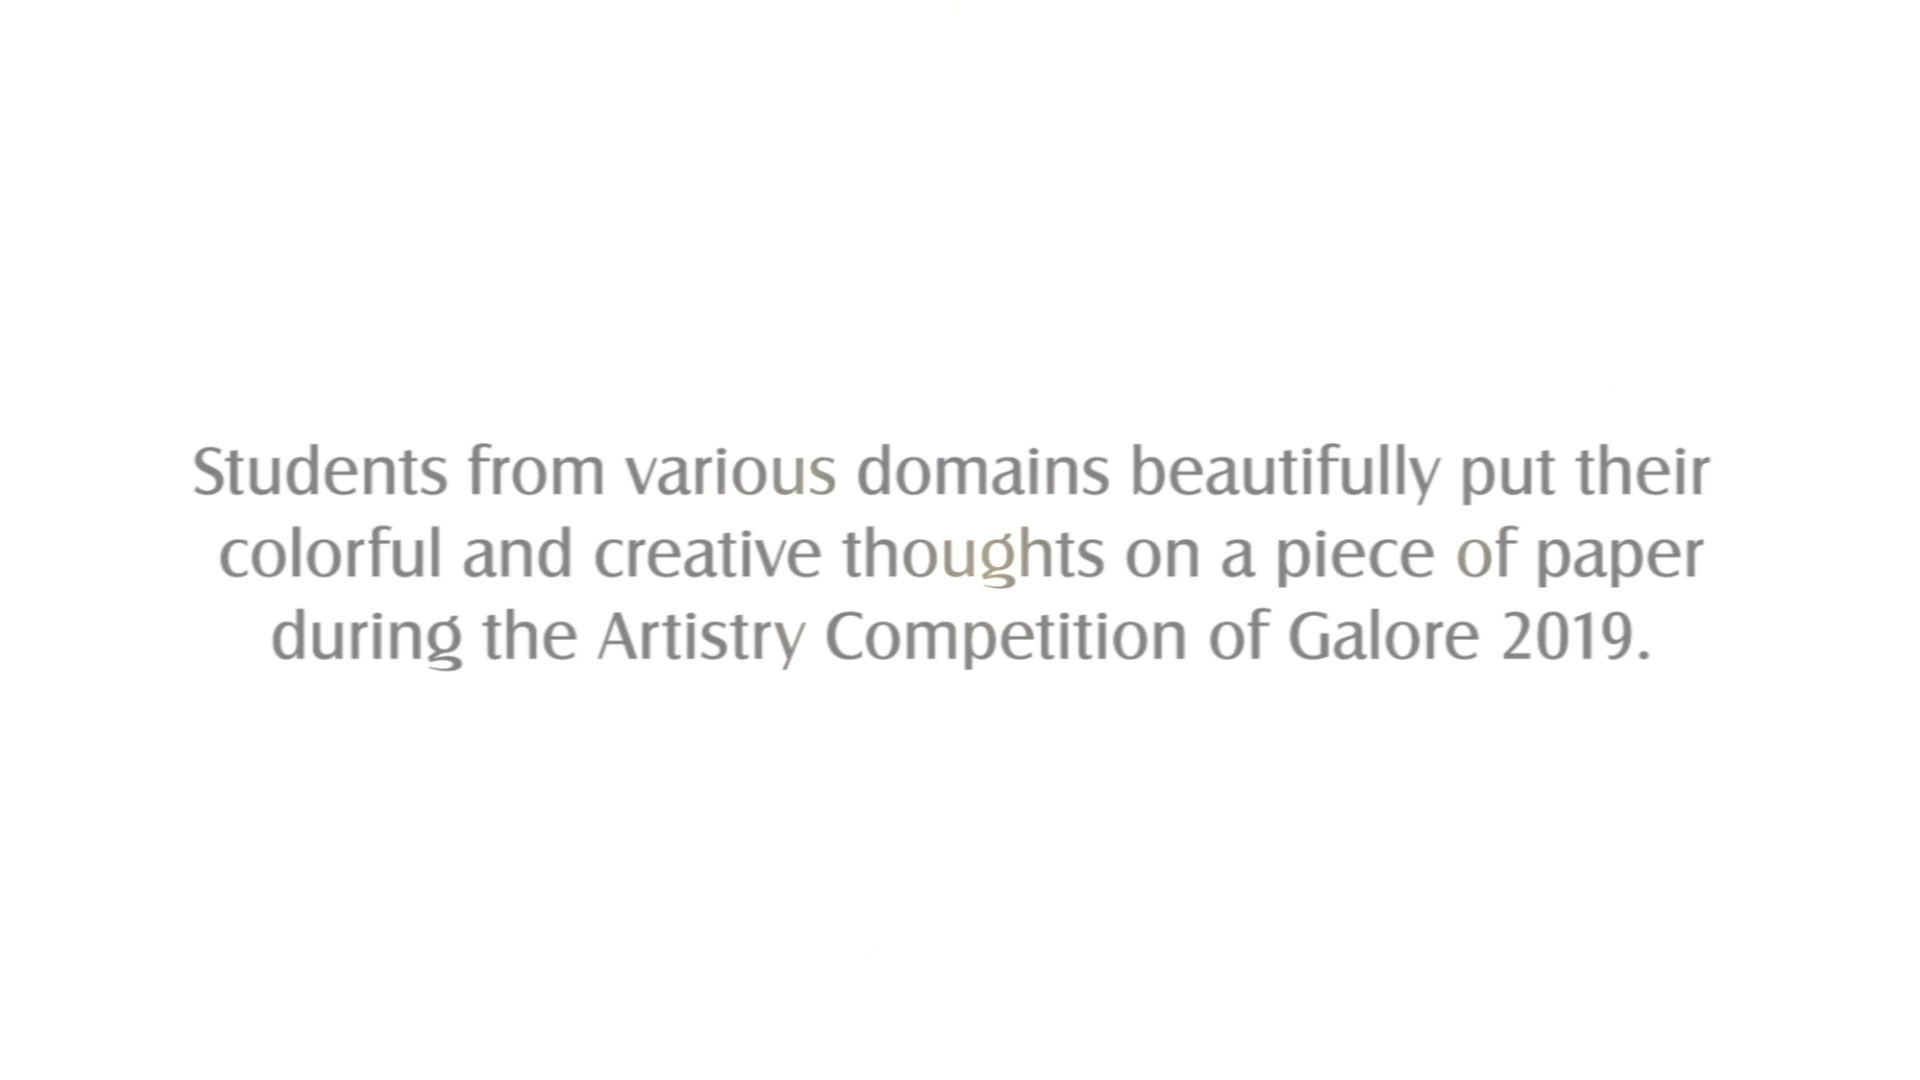 Students from various domains beautifully put their
colorful and creative thoughts on a piece of paper
during the Artistry Competition of Galore 2019.